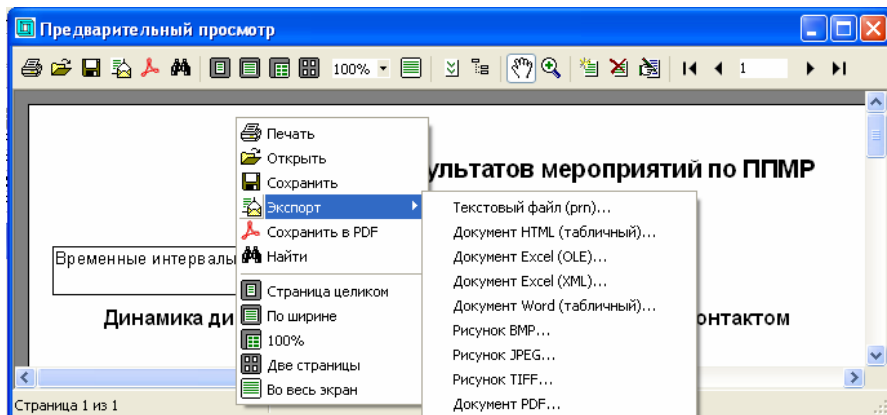 Предварительный просмотр
100%
1
Печать
Открыть
ультатов мероприятий по ППМР
Сохранить
Экспорт
Текстовый файл (prn)...
Сохранить в PDF
Документ HTML (табличный)...
Найти
Временные интервалы
Документ Excel (OLE)...
Документ Excel (XML)...
Страница целиком
Документ Word (табличный)...
Динамика ди
онтактом
По ширине
Рисунок BMP...
100%
Рисунок JPEG...
Две страницы
Рисунок TIFF...
Во весь экран
Документ PDF...
Страница 1 из 1